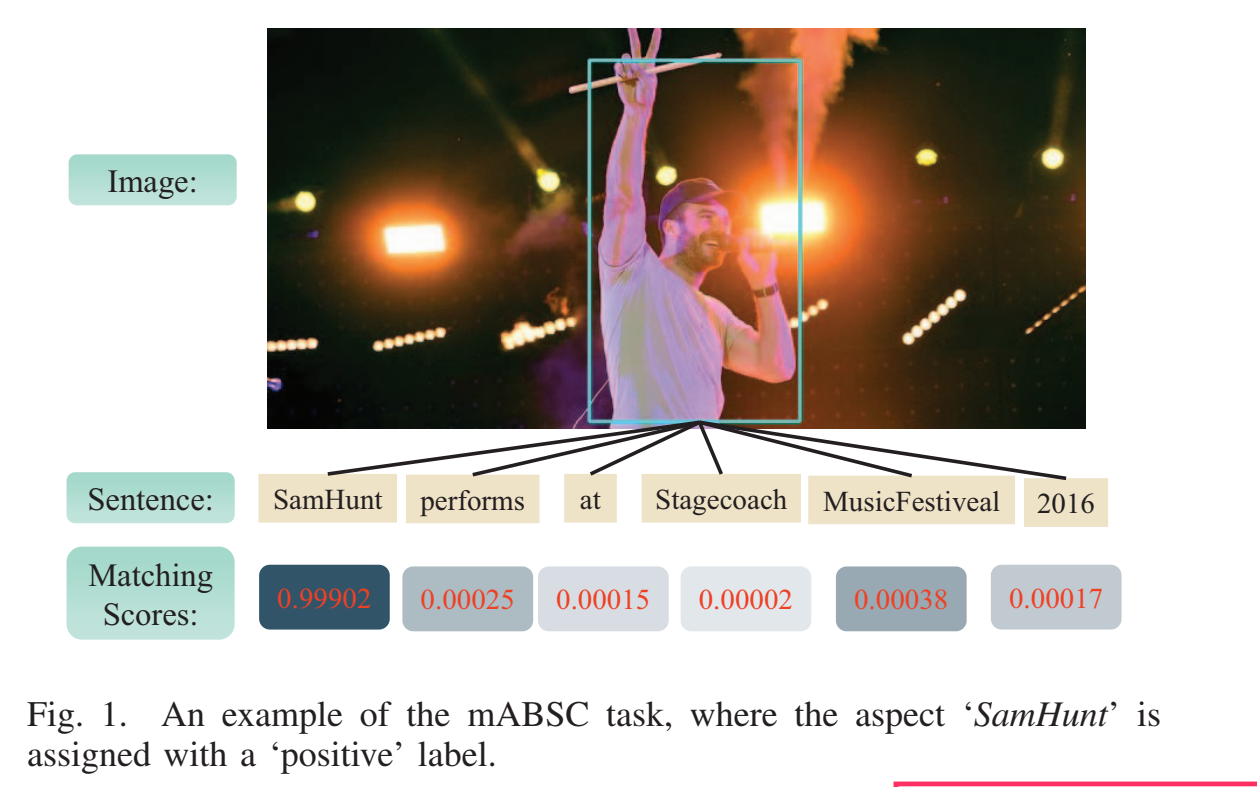 Image:
Sentence: SamHunt performs at Stagecoach MusicFestiveal 2016
Matching
Scores: 0.99902 0.00025 0.00015 0.00002 0.00038 0.00017
Fig. 1. An example of the mABSC task, where the aspect ‘SamHunt’ is
assigned with a ‘positive’ label.